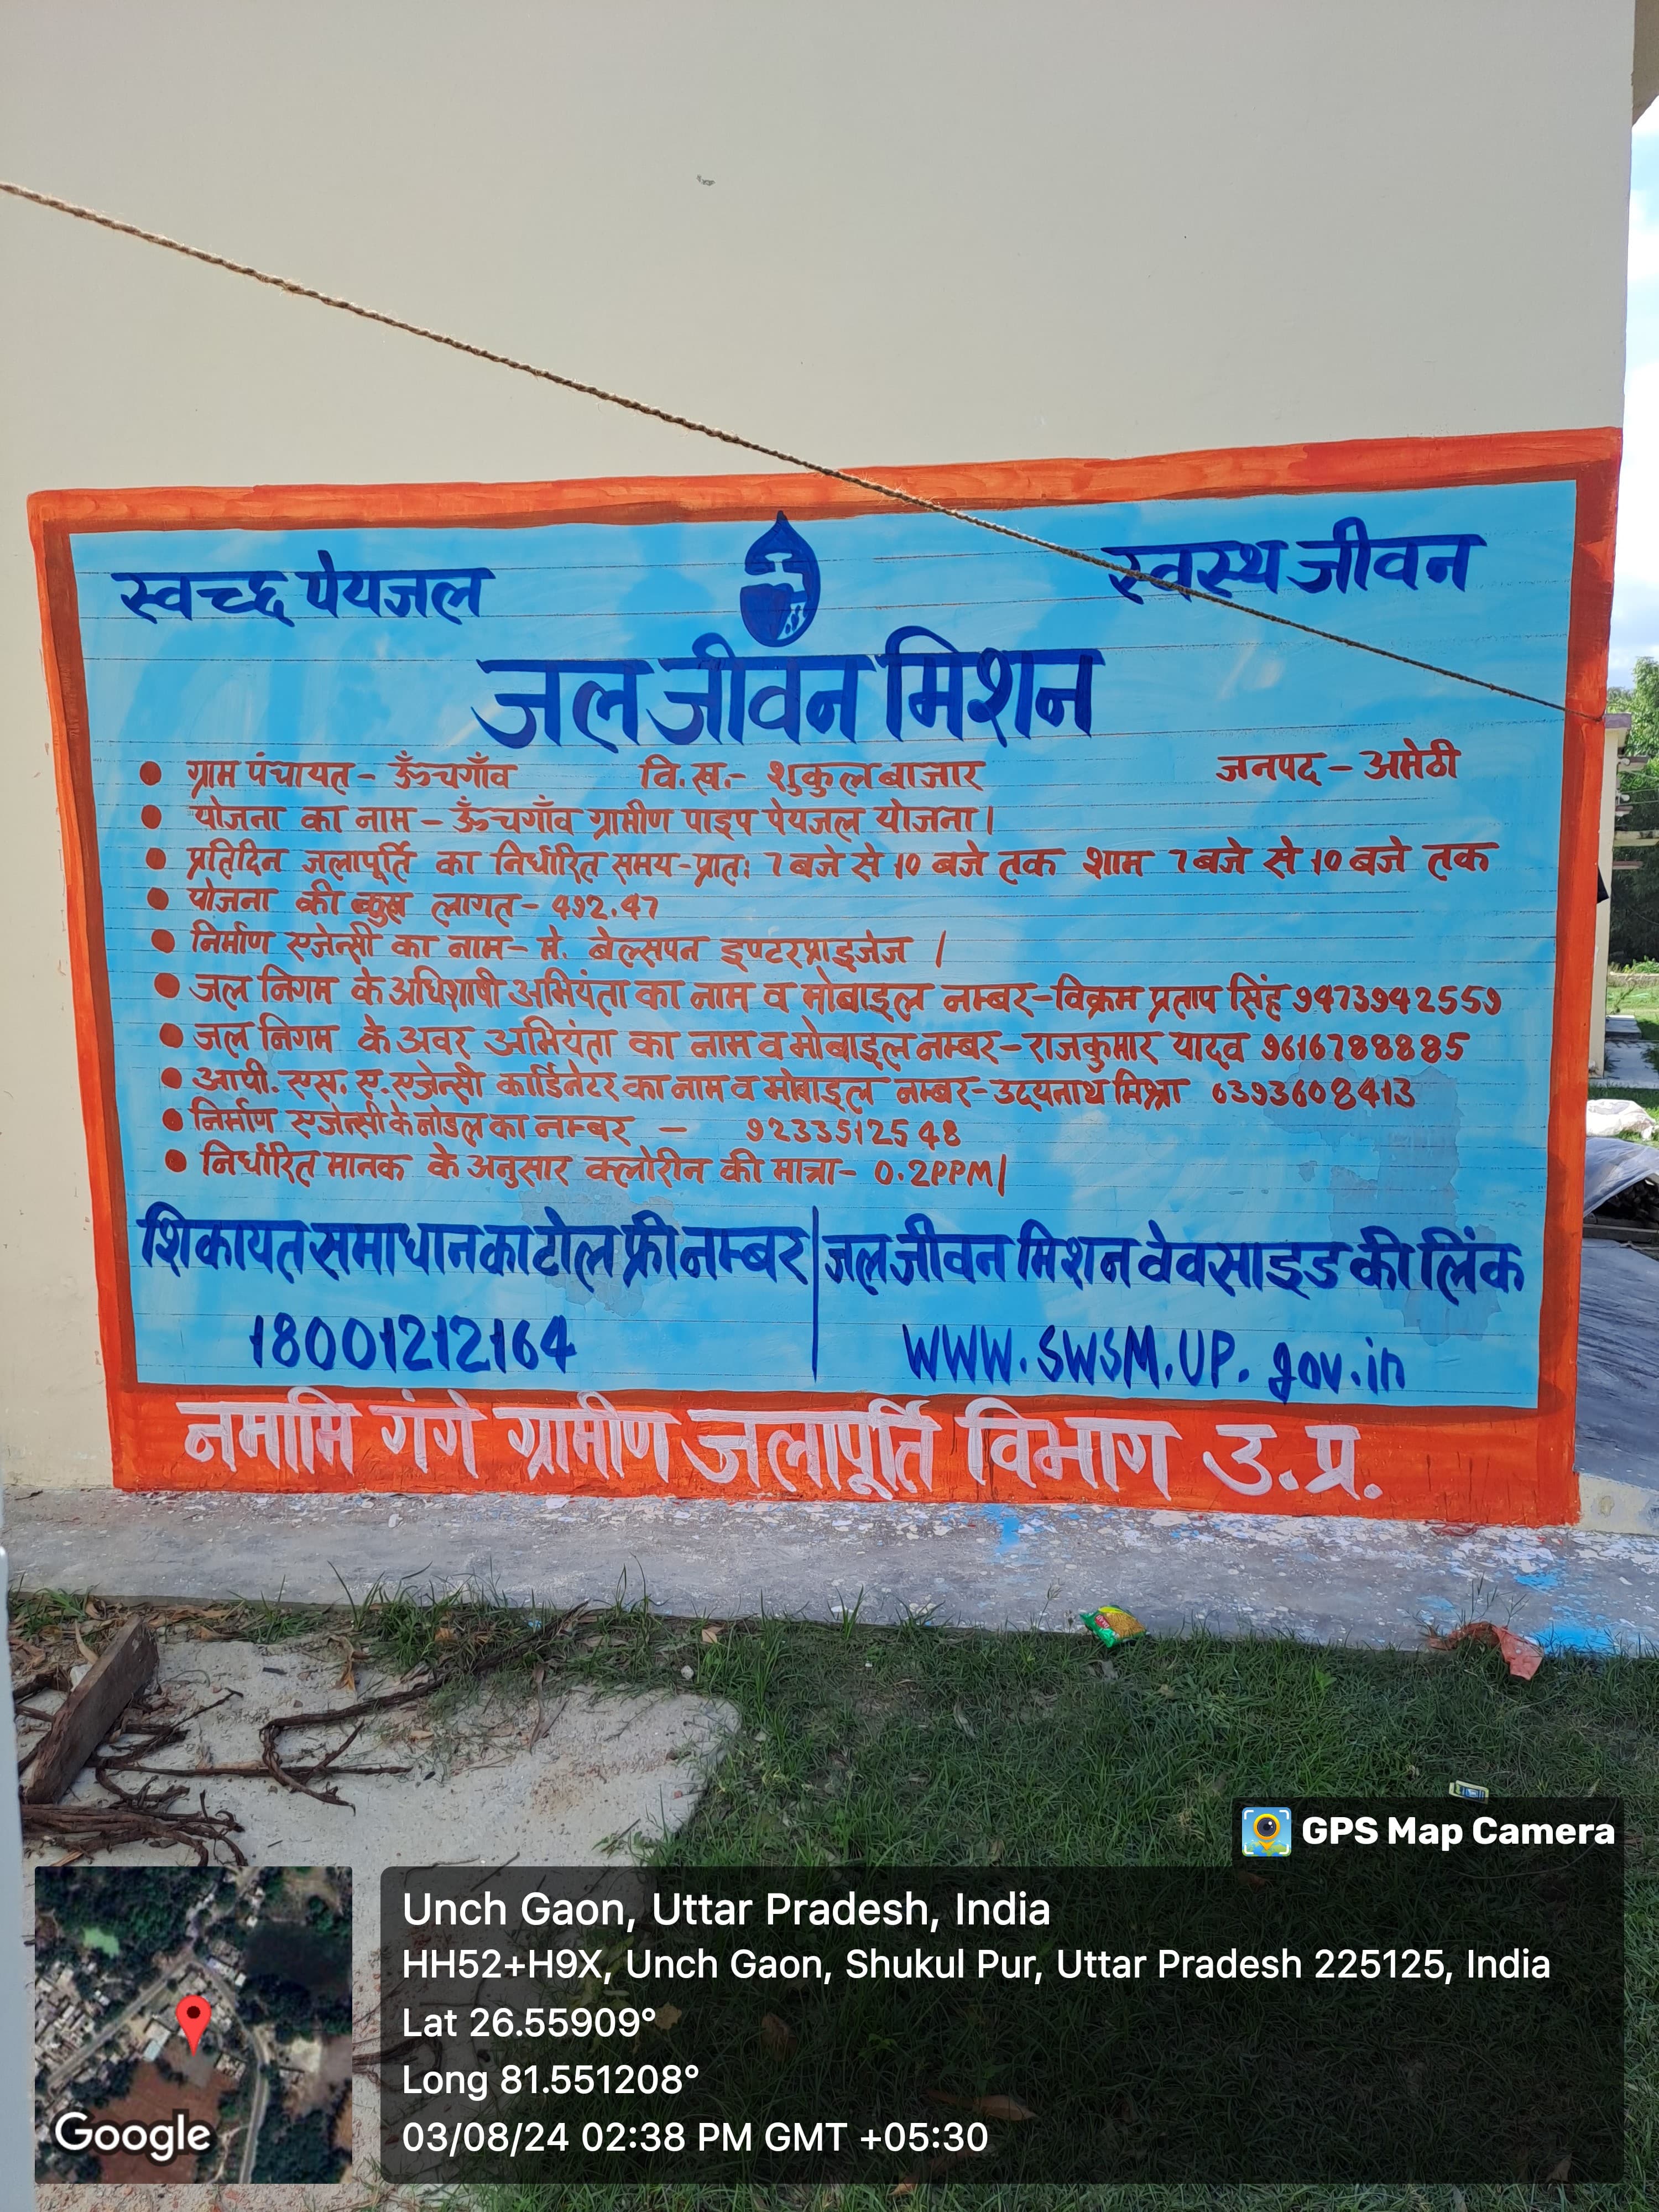 स्वच्छ पेयजल
स्वस्थ जीवन
जल जीवन मिशन
● ग्राम पंचायत - ऊँचगाँव वि.ख.- शुकुल बाजार जनपद - अमेठी
● योजना का नाम - ऊँचगाँव ग्रामीण पाइप पेयजल योजना।
● प्रतिदिन जलापूर्ति का निर्धारित समय-प्रातः 7 बजे से 10 बजे तक शाम 7 बजे से 10 बजे तक
● योजना की कुल लागत - 492.47
● निर्माण एजेन्सी का नाम - मे. बेल्सपन इण्टरप्राइजेज ।
● जल निगम के अधिशाषी अभियंता का नाम व मोबाइल नम्बर - विक्रम प्रताप सिंह 9473942559
● जल निगम के अवर अभियंता का नाम व मोबाइल नम्बर - राजकुमार यादव 9616788885
● आपी. एस. ए. एजेन्सी कार्डिनेटर का नाम व मोबाइल नम्बर - उदयनाथ मिश्रा 6393608413
● निर्माण एजेन्सी के नोडल का नम्बर - 9233512548
● निर्धारित मानक के अनुसार क्लोरीन की मात्रा - 0.2PPM।
शिकायत समाधान का टोल फ्री नम्बर
18001212164
जल जीवन मिशन वेवसाइड की लिंक
WWW.SWSM.UP.gov.in
नमामि गंगे ग्रामीण जलापूर्ति विभाग उ.प्र.
GPS Map Camera
Google
Unch Gaon, Uttar Pradesh, India
HH52+H9X, Unch Gaon, Shukul Pur, Uttar Pradesh 225125, India
Lat 26.55909°
Long 81.551208°
03/08/24 02:38 PM GMT +05:30